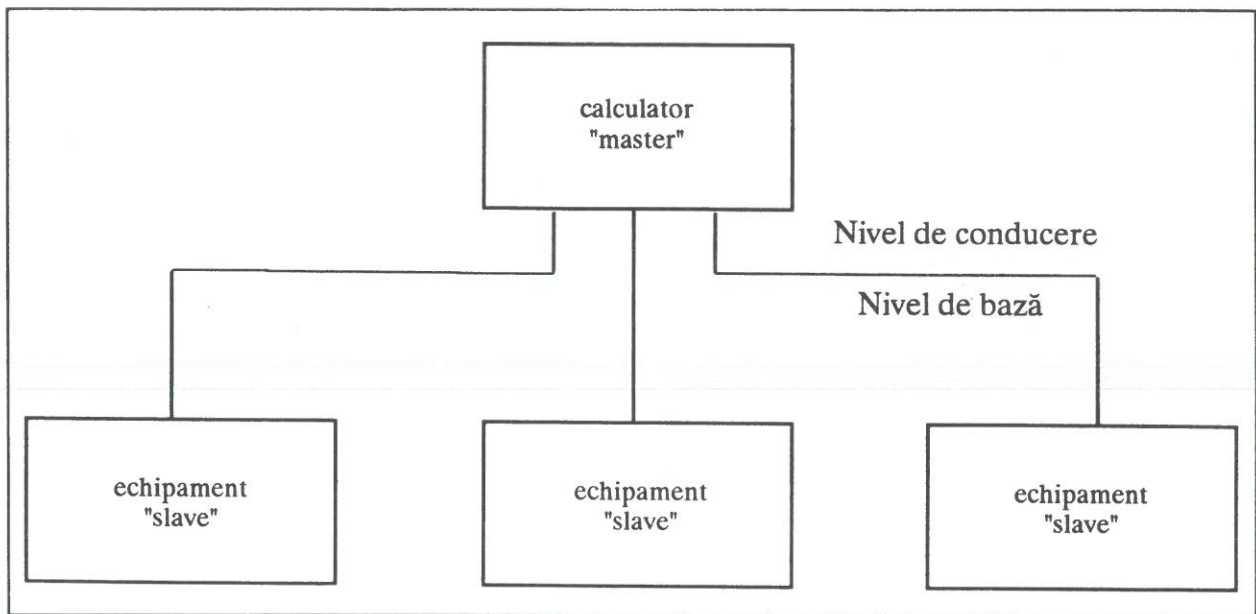 calculator
"master"
Nivel de conducere
Nivel de bază
echipament
"slave"
echipament
"slave"
echipament
"slave"